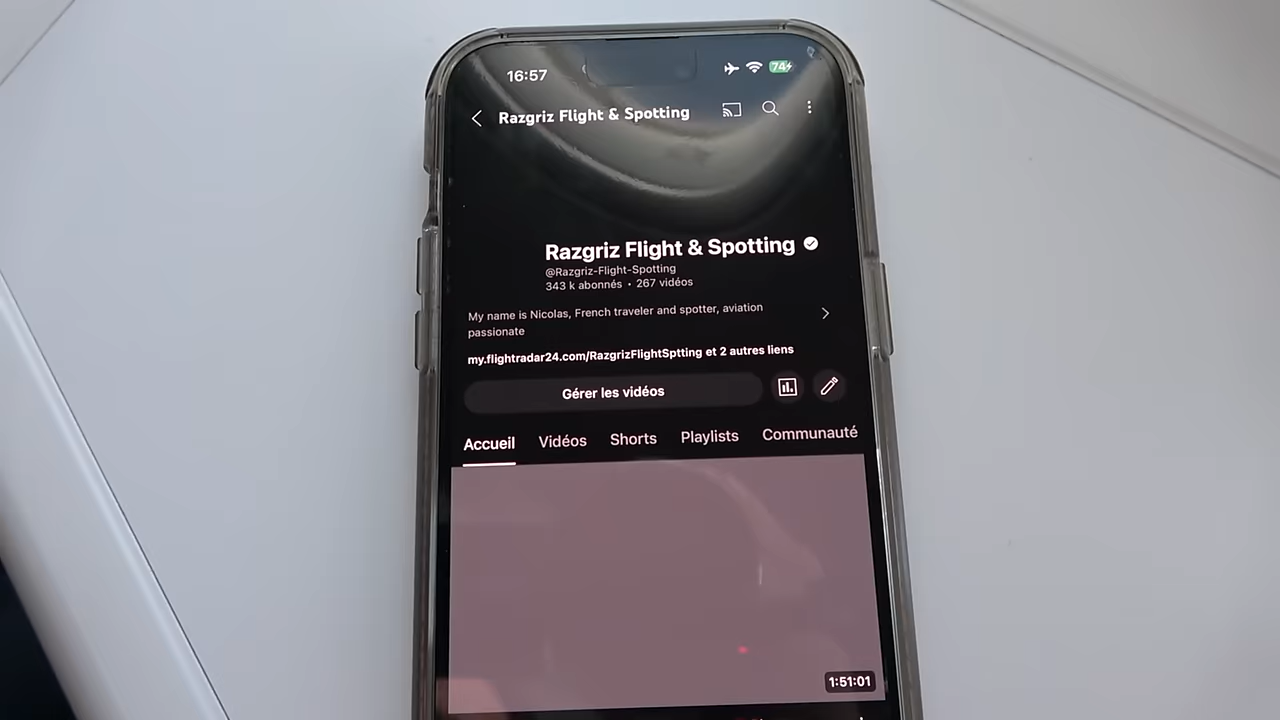 16:57
74
Razgriz Flight & Spotting
Razgriz Flight & Spotting
@Razgriz-Flight-Spotting
343 k abonnés • 267 vidéos
My name is Nicolas, French traveler and spotter, aviation
passionate
my.flightradar24.com/RazgrizFlightSptting et 2 autres liens
Gérer les vidéos
Accueil Vidéos Shorts Playlists Communauté
1:51:01